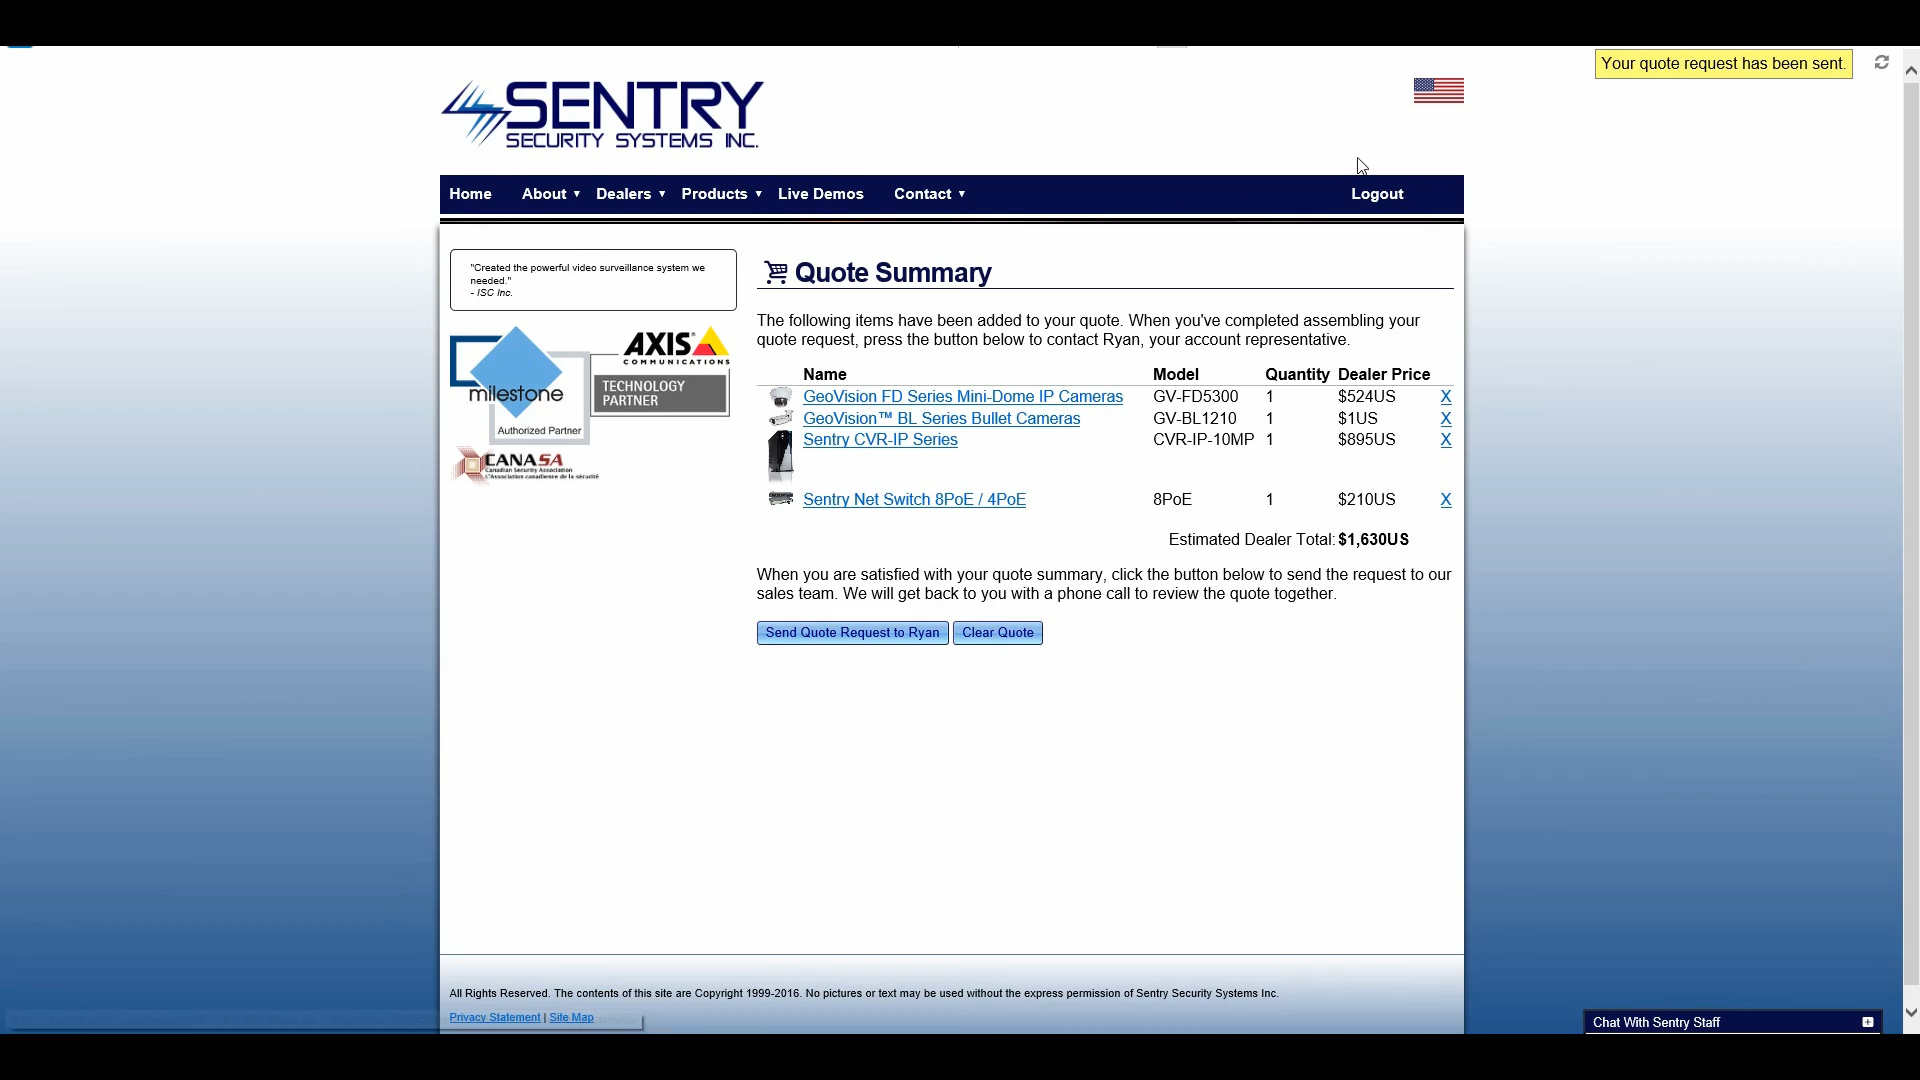 Your quote request has been sent.
SENTRY
SECURITY SYSTEMS INC.
Home About ▼ Dealers ▼ Products ▼ Live Demos Contact ▼ Logout
"Created the powerful video surveillance system we
needed."
- ISC Inc.
milestone
Authorized Partner
AXIS
COMMUNICATIONS
TECHNOLOGY
PARTNER
CANASA
Canadian Security Association
L'Association canadienne de la sécurité
Quote Summary
The following items have been added to your quote. When you've completed assembling your
quote request, press the button below to contact Ryan, your account representative.
Name Model Quantity Dealer Price
GeoVision FD Series Mini-Dome IP Cameras GV-FD5300 1 $524US X
GeoVision™ BL Series Bullet Cameras GV-BL1210 1 $1US X
Sentry CVR-IP Series CVR-IP-10MP 1 $895US X
Sentry Net Switch 8PoE / 4PoE 8PoE 1 $210US X
Estimated Dealer Total: $1,630US
When you are satisfied with your quote summary, click the button below to send the request to our
sales team. We will get back to you with a phone call to review the quote together.
Send Quote Request to Ryan Clear Quote
All Rights Reserved. The contents of this site are Copyright 1999-2016. No pictures or text may be used without the express permission of Sentry Security Systems Inc.
Privacy Statement | Site Map
Chat With Sentry Staff